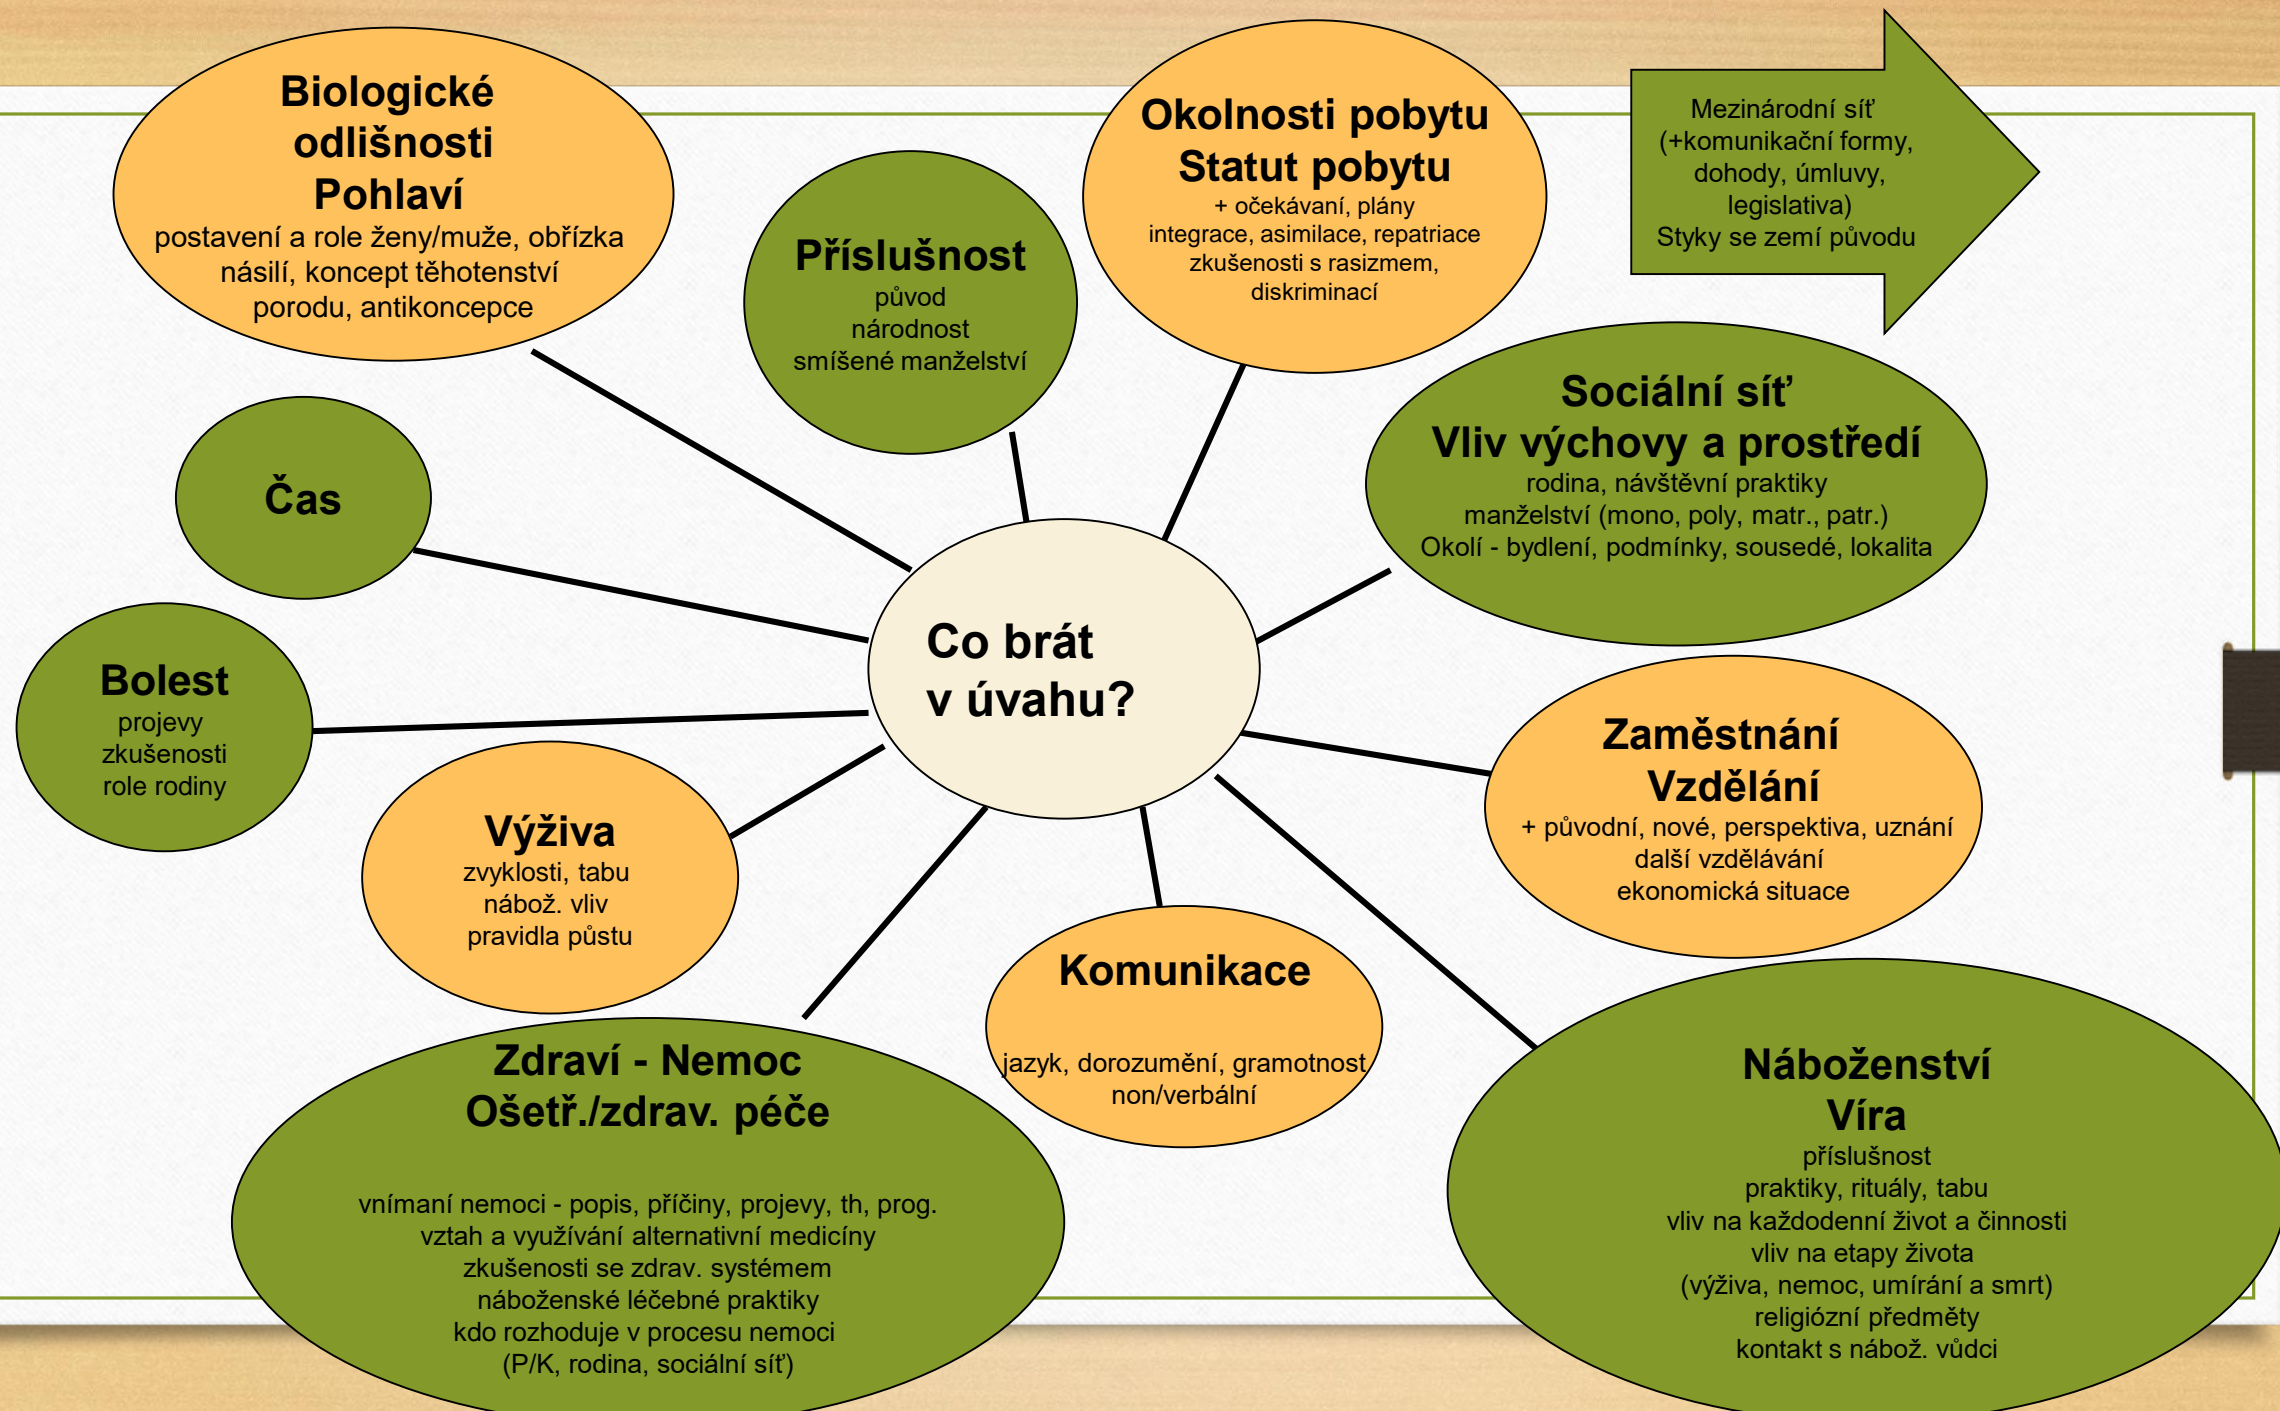 Biologické
odlišnosti
Pohlaví
postavení a role ženy/muže, obřízka
násilí, koncept těhotenství
porodu, antikoncepce
Příslušnost
původ
národnost
smíšené manželství
Okolnosti pobytu
Statut pobytu
+ očekávaní, plány
integrace, asimilace, repatriace
zkušenosti s rasizmem,
diskriminací
Mezinárodní síť
(+komunikační formy,
dohody, úmluvy,
legislativa)
Styky se zemí původu
Sociální síť
Vliv výchovy a prostředí
rodina, návštěvní praktiky
manželství (mono, poly, matr., patr.)
Okolí - bydlení, podmínky, sousedé, lokalita
Čas
Co brát
v úvahu?
Bolest
projevy
zkušenosti
role rodiny
Zaměstnání
Vzdělání
+ původní, nové, perspektiva, uznání
další vzdělávání
ekonomická situace
Výživa
zvyklosti, tabu
nábož. vliv
pravidla půstu
Komunikace
jazyk, dorozumění, gramotnost
non/verbální
Zdraví - Nemoc
Ošetř./zdrav. péče
vnímaní nemoci - popis, příčiny, projevy, th, prog.
vztah a využívání alternativní medicíny
zkušenosti se zdrav. systémem
náboženské léčebné praktiky
kdo rozhoduje v procesu nemoci
(P/K, rodina, sociální síť)
Náboženství
Víra
příslušnost
praktiky, rituály, tabu
vliv na každodenní život a činnosti
vliv na etapy života
(výživa, nemoc, umírání a smrt)
religiózní předměty
kontakt s nábož. vůdci